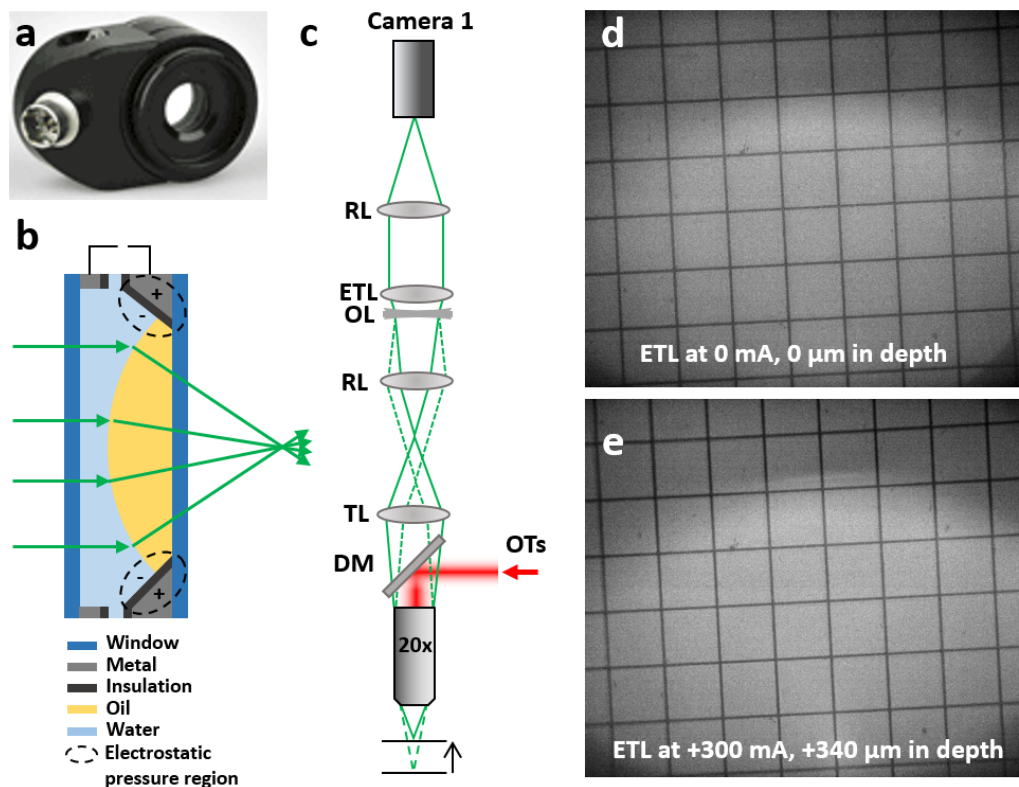 a
b
+
-
-
+
Window
Metal
Insulation
Oil
Water
Electrostatic
pressure region
c
Camera 1
RL
ETL
OL
RL
TL
DM
OTs
20x
d
ETL at 0 mA, 0 μm in depth
e
ETL at +300 mA, +340 μm in depth